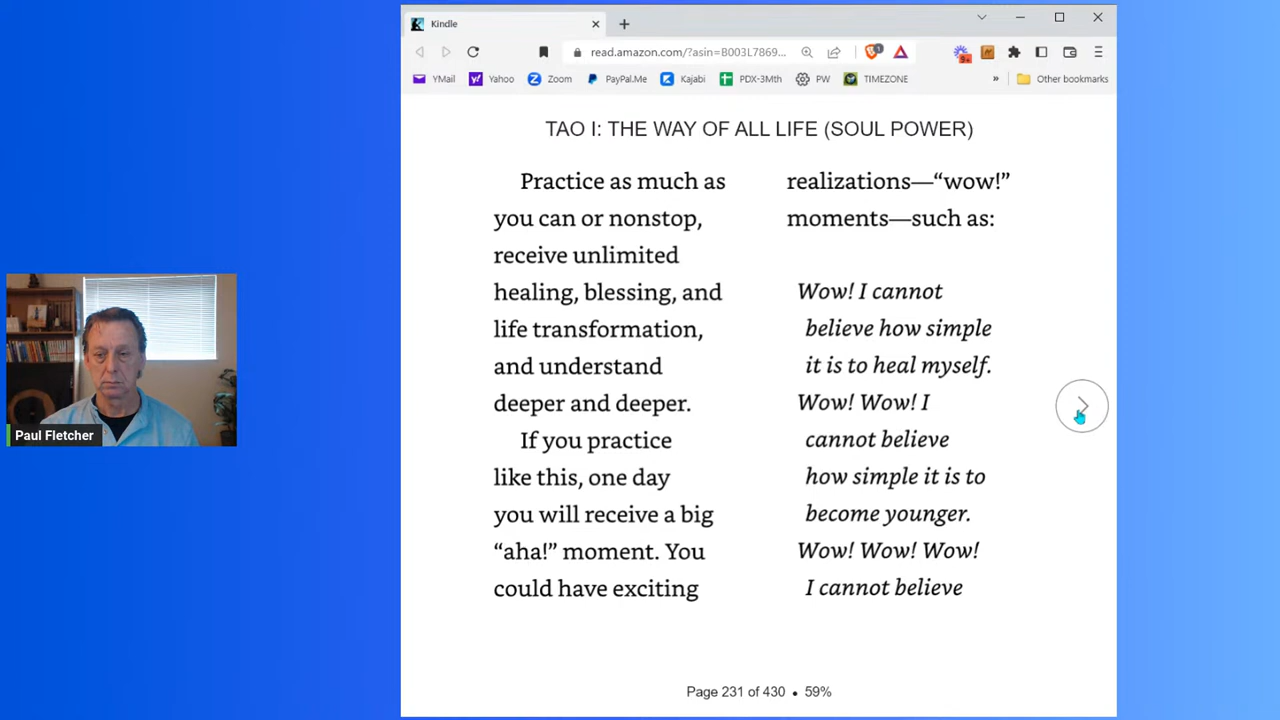 Kindle
read.amazon.com/?asin=B003L7869...
1
9+
YMail
Yahoo
Zoom
PayPal.Me
Kajabi
PDX-3Mth
PW
TIMEZONE
»
Other bookmarks
TAO I: THE WAY OF ALL LIFE (SOUL POWER)
Practice as much as
you can or nonstop,
receive unlimited
healing, blessing, and
life transformation,
and understand
deeper and deeper.
If you practice
like this, one day
you will receive a big
“aha!” moment. You
could have exciting
realizations—“wow!”
moments—such as:
Wow! I cannot
believe how simple
it is to heal myself.
Wow! Wow! I
cannot believe
how simple it is to
become younger.
Wow! Wow! Wow!
I cannot believe
Page 231 of 430 • 59%
Paul Fletcher